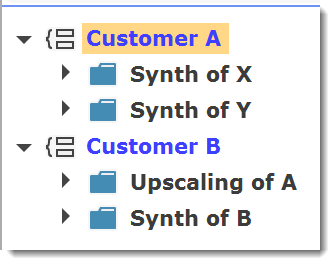 Customer A
Synth of X
Synth of Y
Customer B
Upscaling of A
Synth of B